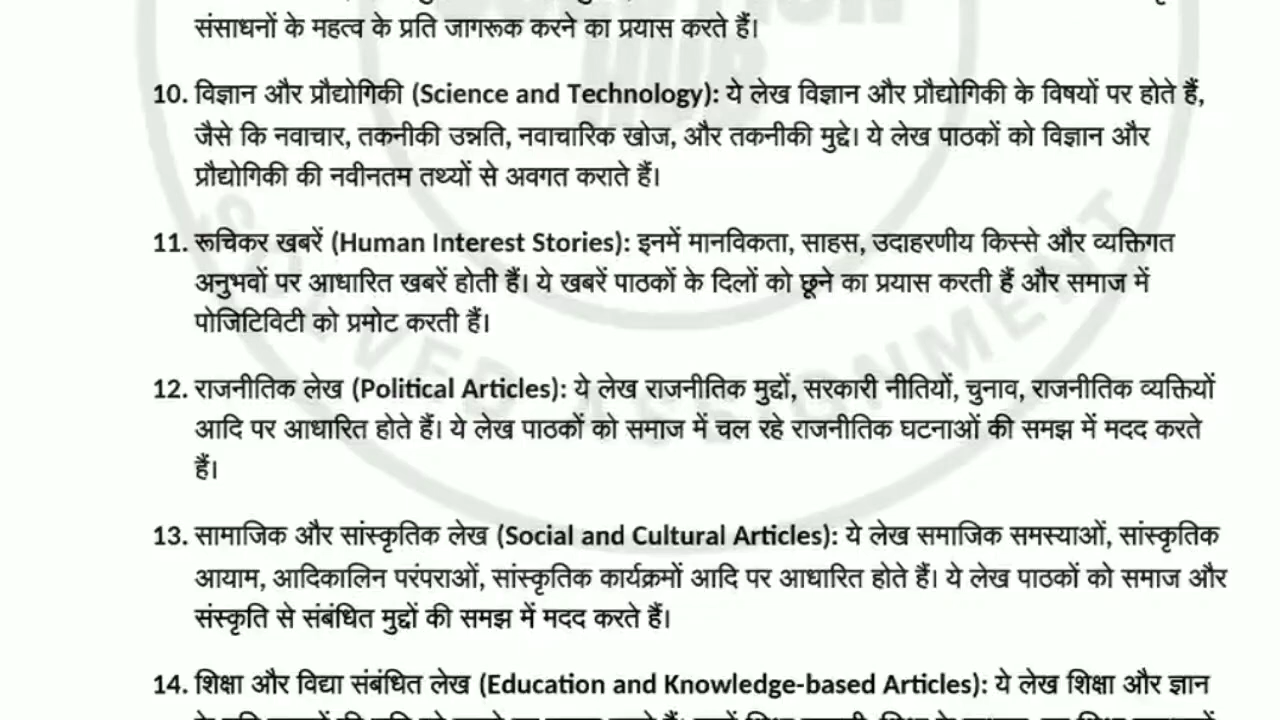 संसाधनों के महत्व के प्रति जागरूक करने का प्रयास करते हैं।
10. विज्ञान और प्रौद्योगिकी (Science and Technology): ये लेख विज्ञान और प्रौद्योगिकी के विषयों पर होते हैं,
जैसे कि नवाचार, तकनीकी उन्नति, नवाचारिक खोज, और तकनीकी मुद्दे। ये लेख पाठकों को विज्ञान और
प्रौद्योगिकी की नवीनतम तथ्यों से अवगत कराते हैं।
11. रूचिकर खबरें (Human Interest Stories): इनमें मानविकता, साहस, उदाहरणीय किस्से और व्यक्तिगत
अनुभवों पर आधारित खबरें होती हैं। ये खबरें पाठकों के दिलों को छूने का प्रयास करती हैं और समाज में
पोजिटिविटी को प्रमोट करती हैं।
12. राजनीतिक लेख (Political Articles): ये लेख राजनीतिक मुद्दों, सरकारी नीतियों, चुनाव, राजनीतिक व्यक्तियों
आदि पर आधारित होते हैं। ये लेख पाठकों को समाज में चल रहे राजनीतिक घटनाओं की समझ में मदद करते
हैं।
13. सामाजिक और सांस्कृतिक लेख (Social and Cultural Articles): ये लेख समाजिक समस्याओं, सांस्कृतिक
आयाम, आदिकालिन परंपराओं, सांस्कृतिक कार्यक्रमों आदि पर आधारित होते हैं। ये लेख पाठकों को समाज और
संस्कृति से संबंधित मुद्दों की समझ में मदद करते हैं।
14. शिक्षा और विद्या संबंधित लेख (Education and Knowledge-based Articles): ये लेख शिक्षा और ज्ञान
HUB
SOLVED ASSIGNMENT